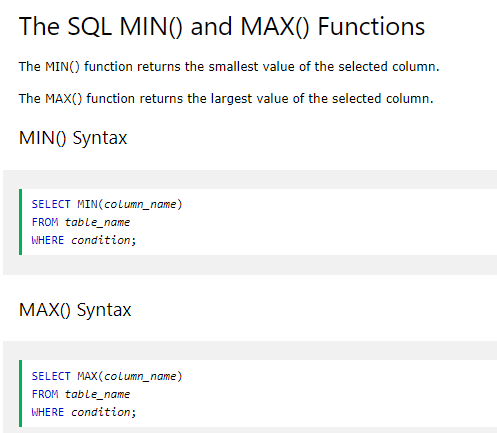 The SQL MIN() and MAX() Functions
The MIN() function returns the smallest value of the selected column.
The MAX() function returns the largest value of the selected column.
MIN() Syntax
SELECT MIN(column_name)
FROM table_name
WHERE condition;
MAX() Syntax
SELECT MAX(column_name)
FROM table_name
WHERE condition;